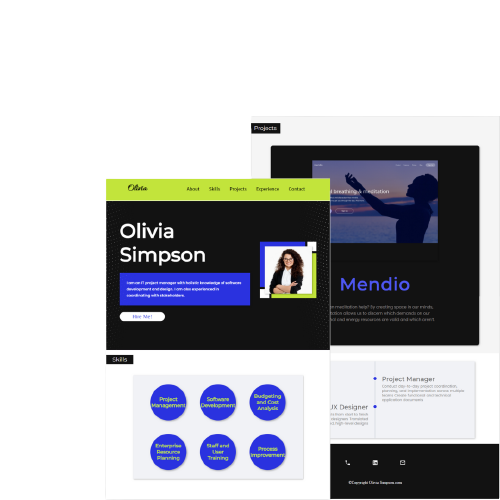 Olivia
About Skills Projects Experience Contact
Olivia
Simpson
I am an IT project manager with holistic knowledge of software
development and design. I am also experienced in
coordinating with stakeholders.
Hire Me!
Skills
Project
Management
Software
Development
Budgeting
and Cost
Analysis
Enterprise
Resource
Planning
Staff and
User
Training
Process
Improvement
Projects
breathing & meditation
Mendio
meditation help? By creating space in our minds,
allows us to discern which demands on our
and energy resources are valid and which aren't.
Project Manager
UX Designer
©Copyright Olivia Simpson.com